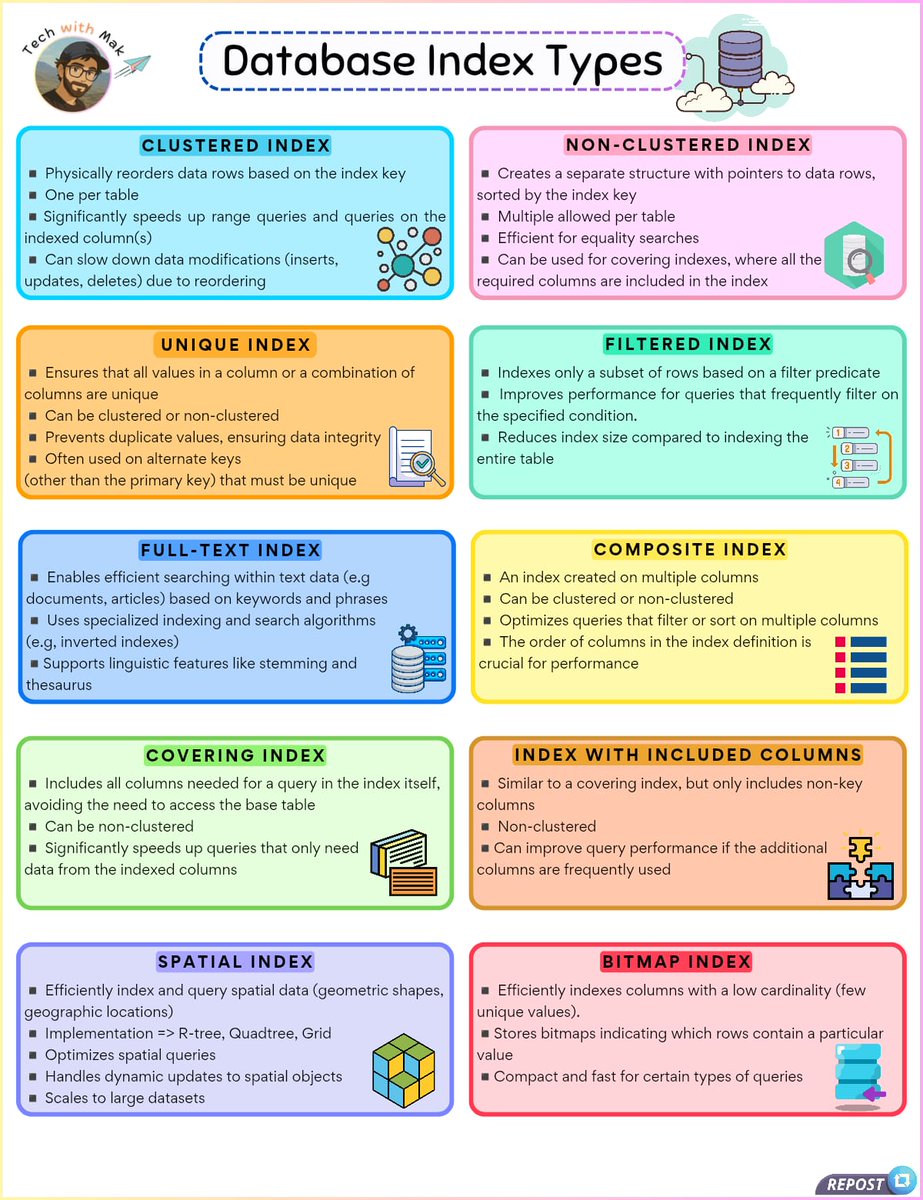 Tech with Mak
Database Index Types
CLUSTERED INDEX
▪ Physically reorders data rows based on the index key
▪ One per table
▪ Significantly speeds up range queries and queries on the
indexed column(s)
▪ Can slow down data modifications (inserts,
updates, deletes) due to reordering
NON-CLUSTERED INDEX
▪ Creates a separate structure with pointers to data rows,
sorted by the index key
▪ Multiple allowed per table
▪ Efficient for equality searches
▪ Can be used for covering indexes, where all the
required columns are included in the index
UNIQUE INDEX
▪ Ensures that all values in a column or a combination of
columns are unique
▪ Can be clustered or non-clustered
▪ Prevents duplicate values, ensuring data integrity
▪ Often used on alternate keys
(other than the primary key) that must be unique
FILTERED INDEX
▪ Indexes only a subset of rows based on a filter predicate
▪ Improves performance for queries that frequently filter on
the specified condition.
▪ Reduces index size compared to indexing the
entire table
1
2
3
4
FULL-TEXT INDEX
▪ Enables efficient searching within text data (e.g
documents, articles) based on keywords and phrases
▪ Uses specialized indexing and search algorithms
(e.g, inverted indexes)
▪ Supports linguistic features like stemming and
thesaurus
COMPOSITE INDEX
▪ An index created on multiple columns
▪ Can be clustered or non-clustered
▪ Optimizes queries that filter or sort on multiple columns
▪ The order of columns in the index definition is
crucial for performance
COVERING INDEX
▪ Includes all columns needed for a query in the index itself,
avoiding the need to access the base table
▪ Can be non-clustered
▪ Significantly speeds up queries that only need
data from the indexed columns
INDEX WITH INCLUDED COLUMNS
▪ Similar to a covering index, but only includes non-key
columns
▪ Non-clustered
▪ Can improve query performance if the additional
columns are frequently used
SPATIAL INDEX
▪ Efficiently index and query spatial data (geometric shapes,
geographic locations)
▪ Implementation => R-tree, Quadtree, Grid
▪ Optimizes spatial queries
▪ Handles dynamic updates to spatial objects
▪ Scales to large datasets
BITMAP INDEX
▪ Efficiently indexes columns with a low cardinality (few
unique values).
▪ Stores bitmaps indicating which rows contain a particular
value
▪ Compact and fast for certain types of queries
REPOST